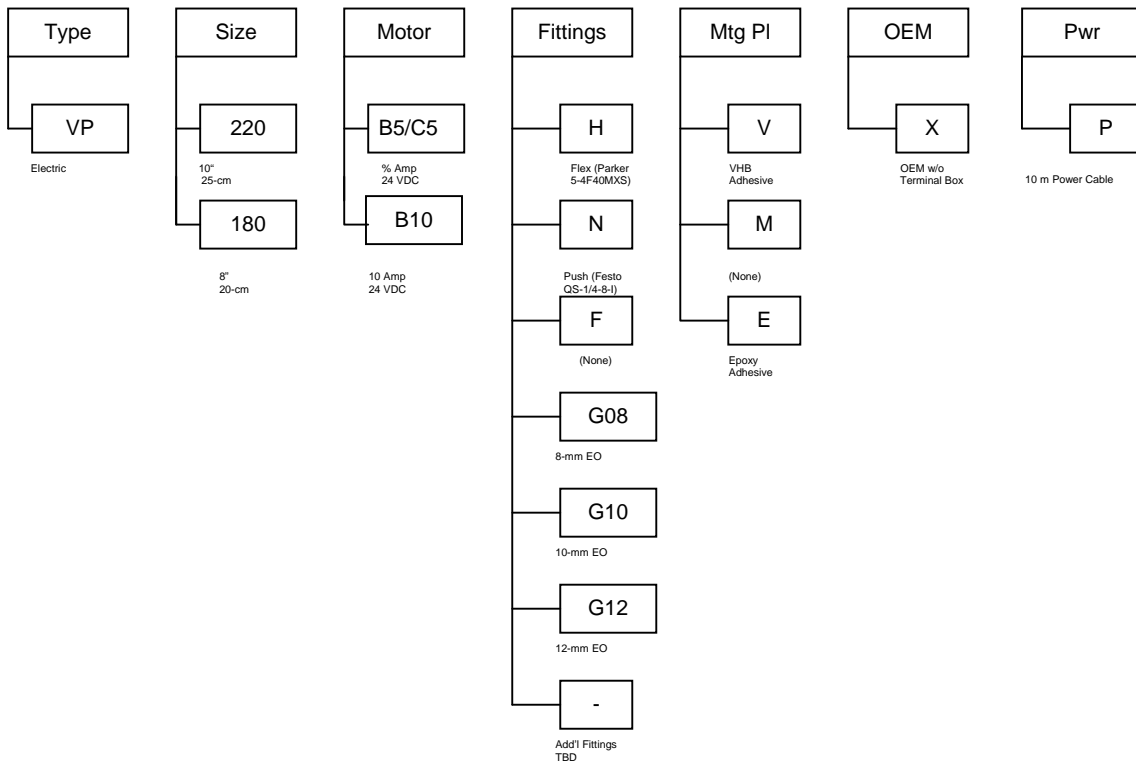 Type
Size
Motor
Fittings
Mtg Pl
OEM
Pwr
VP
Electric
220
10“
25-cm
180
8”
20-cm
B5/C5
% Amp
24 VDC
B10
10 Amp
24 VDC
H
Flex (Parker
5-4F40MXS)
N
Push (Festo
QS-1/4-8-I)
F
(None)
G08
8-mm EO
G10
10-mm EO
G12
12-mm EO
-
Add'l Fittings
TBD
V
VHB
Adhesive
M
(None)
E
Epoxy
Adhesive
X
OEM w/o
Terminal Box
P
10 m Power Cable